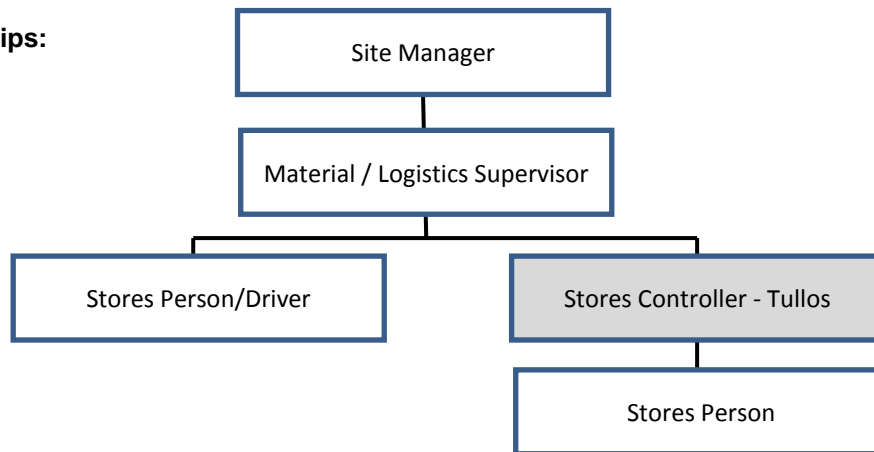 ips:
Site Manager
Material / Logistics Supervisor
Stores Person/Driver
Stores Controller - Tullos
Stores Person